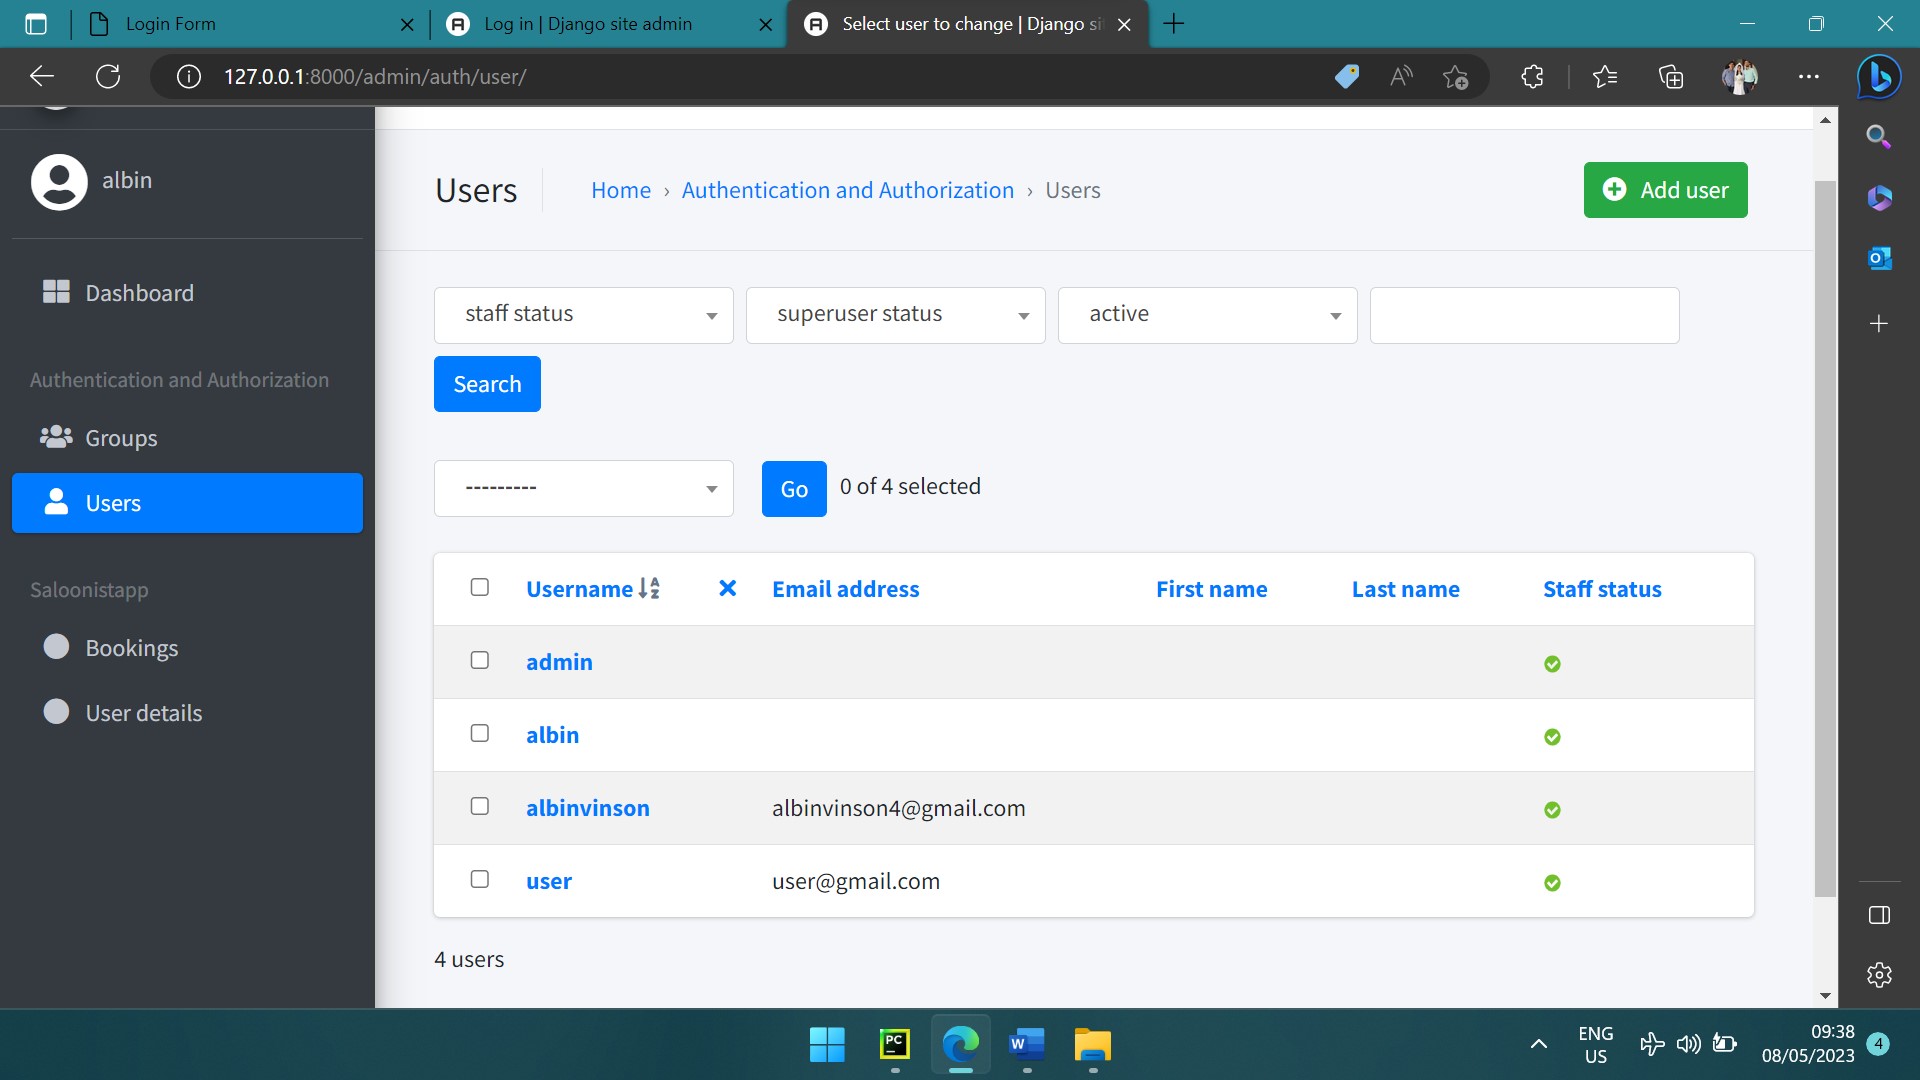 Login Form
Log in | Django site admin
Select user to change | Django si
127.0.0.1:8000/admin/auth/user/
albin
Dashboard
Authentication and Authorization
Groups
Users
Saloonistapp
Bookings
User details
Users
Home › Authentication and Authorization › Users
Add user
staff status
superuser status
active
Search
---------
Go
0 of 4 selected
Username
Email address
First name
Last name
Staff status
admin
albin
albinvinson
albinvinson4@gmail.com
user
user@gmail.com
4 users
PC
W
ENG
US
09:38
08/05/2023
4